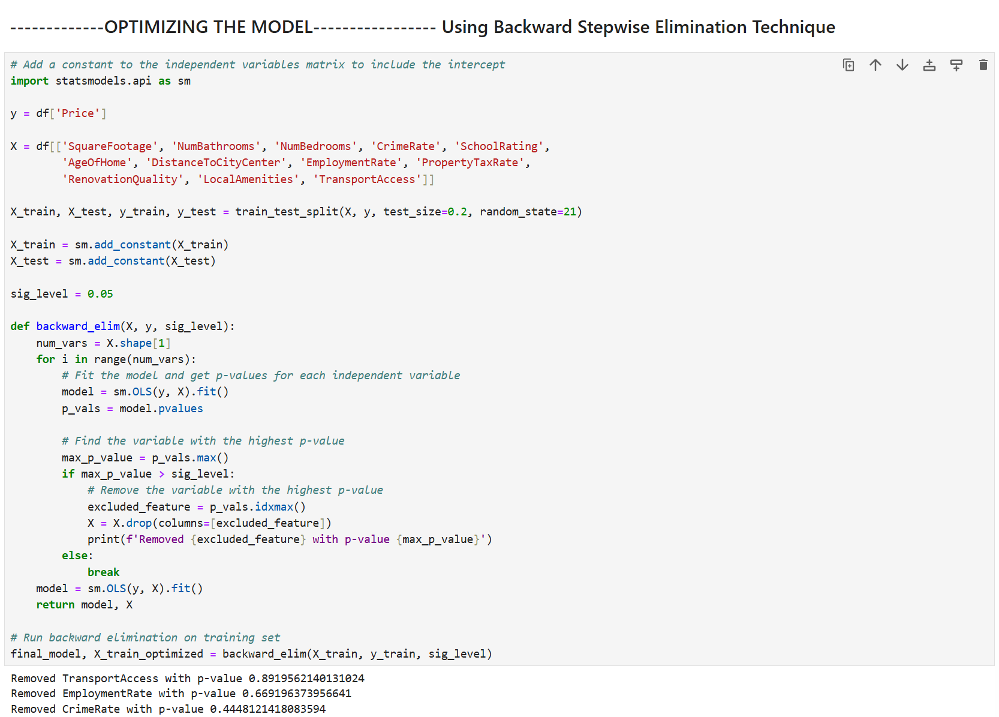 -------------OPTIMIZING THE MODEL----------------- Using Backward Stepwise Elimination Technique
# Add a constant to the independent variables matrix to include the intercept
import statsmodels.api as sm
y = df['Price']
X = df[['SquareFootage', 'NumBathrooms', 'NumBedrooms', 'CrimeRate', 'SchoolRating',
        'AgeOfHome', 'DistanceToCityCenter', 'EmploymentRate', 'PropertyTaxRate',
        'RenovationQuality', 'LocalAmenities', 'TransportAccess']]
X_train, X_test, y_train, y_test = train_test_split(X, y, test_size=0.2, random_state=21)
X_train = sm.add_constant(X_train)
X_test = sm.add_constant(X_test)
sig_level = 0.05
def backward_elim(X, y, sig_level):
    num_vars = X.shape[1]
    for i in range(num_vars):
        # Fit the model and get p-values for each independent variable
        model = sm.OLS(y, X).fit()
        p_vals = model.pvalues
        # Find the variable with the highest p-value
        max_p_value = p_vals.max()
        if max_p_value > sig_level:
            # Remove the variable with the highest p-value
            excluded_feature = p_vals.idxmax()
            X = X.drop(columns=[excluded_feature])
            print(f'Removed {excluded_feature} with p-value {max_p_value}')
        else:
            break
    model = sm.OLS(y, X).fit()
    return model, X
# Run backward elimination on training set
final_model, X_train_optimized = backward_elim(X_train, y_train, sig_level)
Removed TransportAccess with p-value 0.8919562140131024
Removed EmploymentRate with p-value 0.669196373956641
Removed CrimeRate with p-value 0.4448121418083594